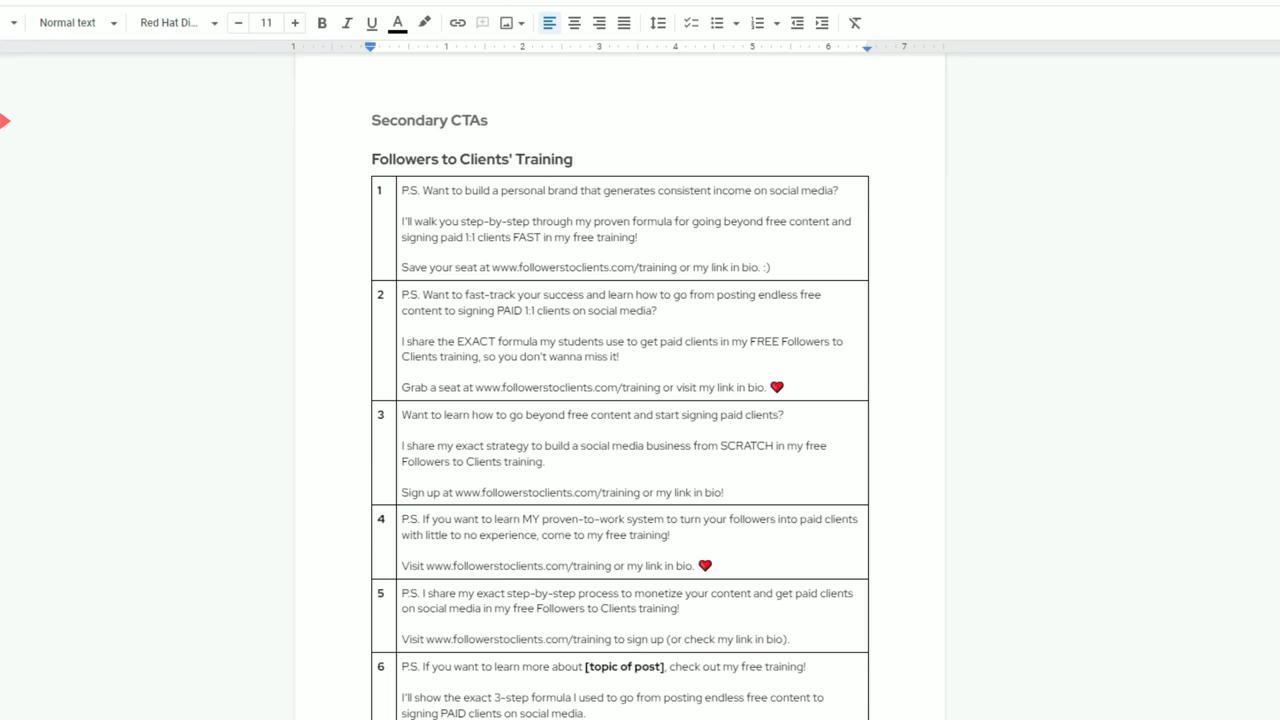 Normal text Red Hat Di... − 11 + B I U A
1 1 2 3 4 5 6 7
Secondary CTAs
Followers to Clients' Training
1 P.S. Want to build a personal brand that generates consistent income on social media?
I'll walk you step-by-step through my proven formula for going beyond free content and
signing paid 1:1 clients FAST in my free training!
Save your seat at www.followerstoclients.com/training or my link in bio. :)
2 P.S. Want to fast-track your success and learn how to go from posting endless free
content to signing PAID 1:1 clients on social media?
I share the EXACT formula my students use to get paid clients in my FREE Followers to
Clients training, so you don't wanna miss it!
Grab a seat at www.followerstoclients.com/training or visit my link in bio. ❤️
3 Want to learn how to go beyond free content and start signing paid clients?
I share my exact strategy to build a social media business from SCRATCH in my free
Followers to Clients training.
Sign up at www.followerstoclients.com/training or my link in bio!
4 P.S. If you want to learn MY proven-to-work system to turn your followers into paid clients
with little to no experience, come to my free training!
Visit www.followerstoclients.com/training or my link in bio. ❤️
5 P.S. I share my exact step-by-step process to monetize your content and get paid clients
on social media in my free Followers to Clients training!
Visit www.followerstoclients.com/training to sign up (or check my link in bio).
6 P.S. If you want to learn more about [topic of post], check out my free training!
I'll show the exact 3-step formula I used to go from posting endless free content to
signing PAID clients on social media.